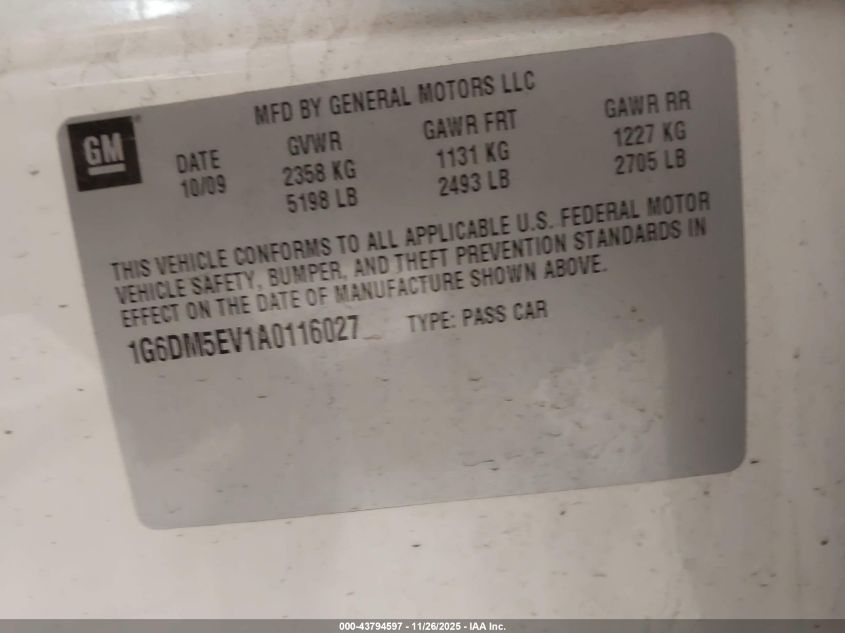 MFD BY GENERAL MOTORS LLC
GM®
DATE GVWR GAWR FRT GAWR RR
10/09 2358 KG 1131 KG 1227 KG
5198 LB 2493 LB 2705 LB
THIS VEHICLE CONFORMS TO ALL APPLICABLE U.S. FEDERAL MOTOR
VEHICLE SAFETY, BUMPER, AND THEFT PREVENTION STANDARDS IN
EFFECT ON THE DATE OF MANUFACTURE SHOWN ABOVE.
1G6DM5EV1A0116027 TYPE: PASS CAR
000-43794597 - 11/26/2025 - IAA Inc.